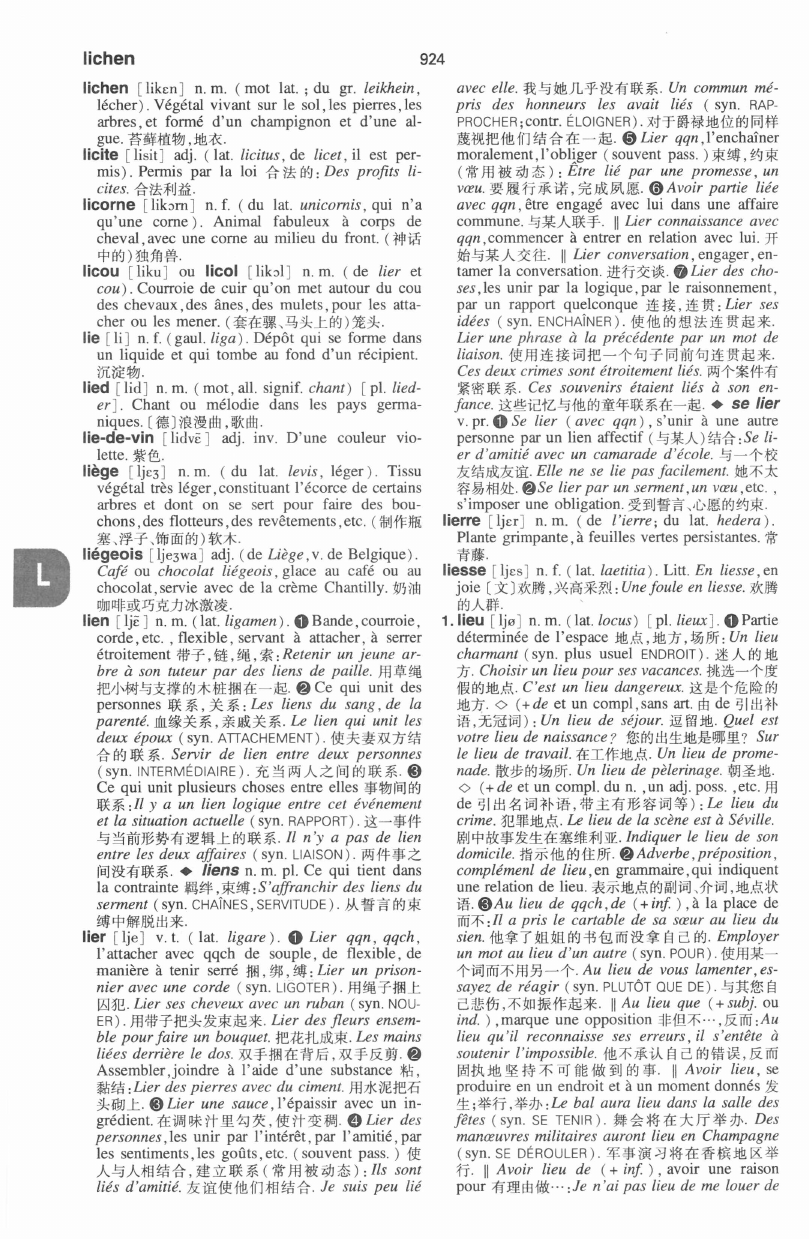 lichen
924
lichen [likɛn] n. m. (mot lat. ; du gr. leikhein,
lécher). Végétal vivant sur le sol,les pierres,les
arbres,et formé d'un champignon et d'une al-
gue. 苔藓植物,地衣.
licite [lisit] adj. (lat. licitus, de licet, il est per-
mis). Permis par la loi 合法的:Des profits li-
cites. 合法利益.
licorne [likɔrn] n. f. (du lat. unicornis, qui n'a
qu'une corne). Animal fabuleux à corps de
cheval,avec une corne au milieu du front. (神话
中的)独角兽.
licou [liku] ou licol [likɔl] n. m. (de lier et
cou). Courroie de cuir qu'on met autour du cou
des chevaux,des ânes,des mulets,pour les atta-
cher ou les mener. (套在骡、马头上的)笼头.
lie [li] n. f. (gaul. liga). Dépôt qui se forme dans
un liquide et qui tombe au fond d'un récipient.
沉淀物.
lied [lid] n. m. (mot, all. signif. chant) [pl. lied-
er]. Chant ou mélodie dans les pays germa-
niques. [德]浪漫曲,歌曲.
lie-de-vin [lidvɛ̃] adj. inv. D'une couleur vio-
lette. 紫色.
liège [ljɛʒ] n. m. (du lat. levis, léger). Tissu
végétal très léger,constituant l'écorce de certains
arbres et dont on se sert pour faire des bou-
chons,des flotteurs,des revêtements,etc. (制作瓶
塞、浮子、饰面的)软木.
liégeois [ljeʒwa] adj. (de Liège,v. de Belgique).
Café ou chocolat liégeois, glace au café ou au
chocolat,servie avec de la crème Chantilly. 奶油
咖啡或巧克力冰激凌.
L
lien [ljɛ̃] n. m. (lat. ligamen). ❶ Bande,courroie,
corde,etc. , flexible, servant à attacher, à serrer
étroitement 带子,链,绳,索:Retenir un jeune ar-
bre à son tuteur par des liens de paille. 用草绳
把小树与支撑的木桩捆在一起. ❷ Ce qui unit des
personnes 联系,关系:Les liens du sang, de la
parenté. 血缘关系,亲戚关系. Le lien qui unit les
deux époux (syn. ATTACHEMENT). 使夫妻双方结
合的联系. Servir de lien entre deux personnes
(syn. INTERMÉDIAIRE). 充当两人之间的联系. ❸
Ce qui unit plusieurs choses entre elles 事物间的
联系:Il y a un lien logique entre cet événement
et la situation actuelle (syn. RAPPORT). 这一事件
与当前形势有逻辑上的联系. Il n'y a pas de lien
entre les deux affaires (syn. LIAISON). 两件事之
间没有联系. ◆ liens n. m. pl. Ce qui tient dans
la contrainte 羁绊,束缚:S'affranchir des liens du
serment (syn. CHAÎNES, SERVITUDE). 从誓言的束
缚中解脱出来.
lier [lje] v. t. (lat. ligare). ❶ Lier qqn, qqch,
l'attacher avec qqch de souple, de flexible, de
manière à tenir serré 捆,绑,缚:Lier un prison-
nier avec une corde (syn. LIGOTER). 用绳子捆上
囚犯. Lier ses cheveux avec un ruban (syn. NOU-
ER). 用带子把头发束起来. Lier des fleurs ensem-
ble pour faire un bouquet. 把花扎成束. Les mains
liées derrière le dos. 双手捆在背后,双手反剪. ❷
Assembler,joindre à l'aide d'une substance 粘,
黏结:Lier des pierres avec du ciment. 用水泥把石
头砌上. ❸ Lier une sauce,l'épaissir avec un in-
grédient. 在调味汁里勾芡,使汁变稠. ❹ Lier des
personnes,les unir par l'intérêt,par l'amitié,par
les sentiments,les goûts,etc. (souvent pass. ) 使
人与人相结合,建立联系(常用被动态):Ils sont
liés d'amitié. 友谊使他们相结合. Je suis peu lié
avec elle. 我与她几乎没有联系. Un commun mé-
pris des honneurs les avait liés (syn. RAP-
PROCHER;contr. ÉLOIGNER). 对于爵禄地位的同样
蔑视把他们结合在一起. ❺ Lier qqn,l'enchaîner
moralement,l'obliger (souvent pass. )束缚,约束
(常用被动态): Être lié par une promesse, un
vœu. 要履行承诺,完成夙愿. ❻ Avoir partie liée
avec qqn,être engagé avec lui dans une affaire
commune. 与某人联手. ‖ Lier connaissance avec
qqn,commencer à entrer en relation avec lui. 开
始与某人交往. ‖ Lier conversation, engager, en-
tamer la conversation. 进行交谈. ❼ Lier des cho-
ses,les unir par la logique,par le raisonnement,
par un rapport quelconque 连接,连贯:Lier ses
idées (syn. ENCHAÎNER). 使他的想法连贯起来.
Lier une phrase à la précédente par un mot de
liaison. 使用连接词把一个句子同前句连贯起来.
Ces deux crimes sont étroitement liés. 两个案件有
紧密联系. Ces souvenirs étaient liés à son en-
fance. 这些记忆与他的童年联系在一起. ◆ se lier
v. pr. ❶ Se lier (avec qqn), s'unir à une autre
personne par un lien affectif (与某人)结合:Se li-
er d'amitié avec un camarade d'école. 与一个校
友结成友谊. Elle ne se lie pas facilement. 她不太
容易相处. ❷Se lier par un serment,un vœu,etc. ,
s'imposer une obligation. 受到誓言、心愿的约束.
lierre [ljɛr] n. m. (de l'ierre; du lat. hedera).
Plante grimpante,à feuilles vertes persistantes. 常
青藤.
liesse [ljɛs] n. f. (lat. laetitia). Litt. En liesse,en
joie [文]欢腾,兴高采烈:Une foule en liesse. 欢腾
的人群.
1. lieu [ljø] n. m. (lat. locus) [pl. lieux]. ❶Partie
déterminée de l'espace 地点,地方,场所: Un lieu
charmant (syn. plus usuel ENDROIT). 迷人的地
方. Choisir un lieu pour ses vacances. 挑选一个度
假的地点. C'est un lieu dangereux. 这是个危险的
地方. ◇ (+de et un compl,sans art. 由 de 引出补
语,无冠词): Un lieu de séjour. 逗留地. Quel est
votre lieu de naissance? 您的出生地是哪里? Sur
le lieu de travail. 在工作地点. Un lieu de prome-
nade. 散步的场所. Un lieu de pèlerinage. 朝圣地.
◇ (+de et un compl. du n. ,un adj. poss. ,etc. 用
de 引出名词补语,带主有形容词等): Le lieu du
crime. 犯罪地点. Le lieu de la scène est à Séville.
剧中故事发生在塞维利亚. Indiquer le lieu de son
domicile. 指示他的住所. ❷Adverbe,préposition,
complément de lieu,en grammaire,qui indiquent
une relation de lieu. 表示地点的副词、介词,地点状
语. ❸Au lieu de qqch,de (+inf. ),à la place de
而不:Il a pris le cartable de sa sœur au lieu du
sien. 他拿了姐姐的书包而没拿自己的. Employer
un mot au lieu d'un autre (syn. POUR). 使用某一
个词而不用另一个. Au lieu de vous lamenter,es-
sayez de réagir (syn. PLUTÔT QUE DE). 与其您自
己悲伤,不如振作起来. ‖ Au lieu que (+subj. ou
ind. ),marque une opposition 非但不…,反而:Au
lieu qu'il reconnaisse ses erreurs, il s'entête à
soutenir l'impossible. 他不承认自己的错误,反而
固执地坚持不可能做到的事. ‖ Avoir lieu, se
produire en un endroit et à un moment donnés 发
生;举行,举办:Le bal aura lieu dans la salle des
fêtes (syn. SE TENIR). 舞会将在大厅举办. Des
manœuvres militaires auront lieu en Champagne
(syn. SE DÉROULER). 军事演习将在香槟地区举
行. ‖ Avoir lieu de (+inf. ), avoir une raison
pour 有理由做…:Je n'ai pas lieu de me louer de